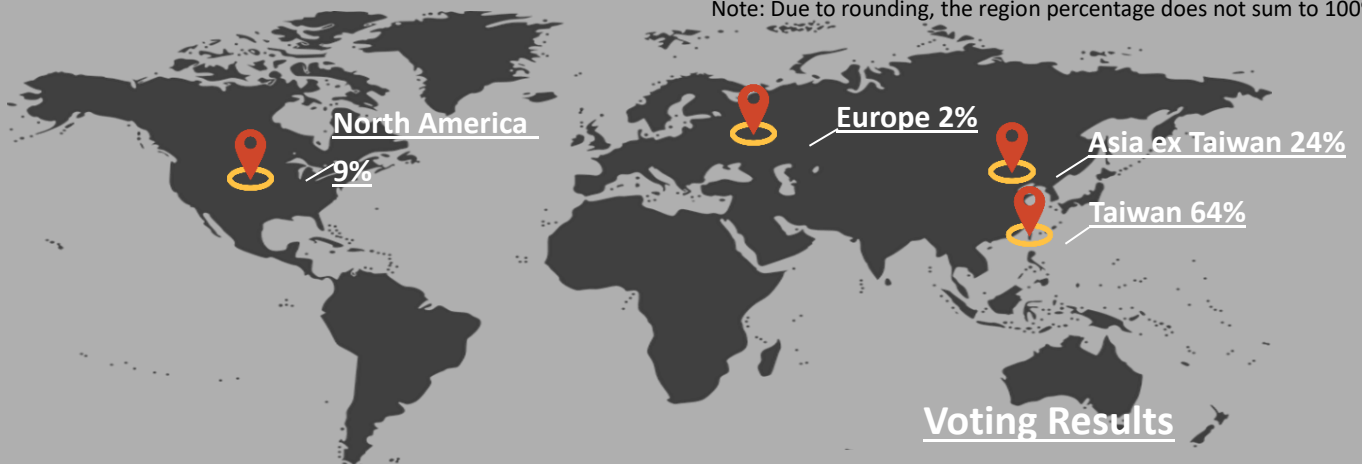 Note: Due to rounding, the region percentage does not sum to 100%
North America
9%
Europe 2%
Asia ex Taiwan 24%
Taiwan 64%
Voting Results